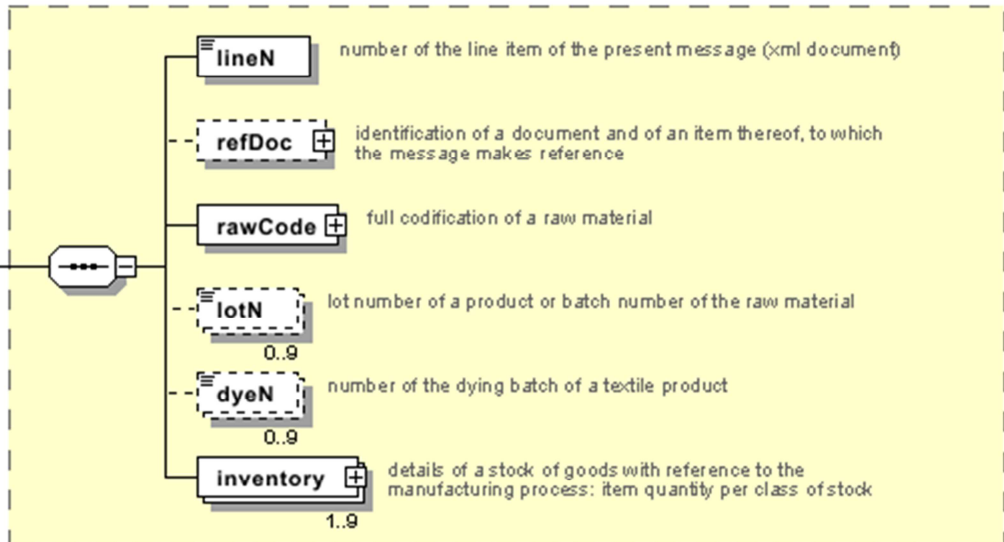 lineN
number of the line item of the present message (xml document)
refDoc
identification of a document and of an item thereof, to which
the message makes reference
rawCode
full codification of a raw material
lotN
lot number of a product or batch number of the raw material
0..9
dyeN
number of the dying batch of a textile product
0..9
inventory
details of a stock of goods with reference to the
manufacturing process: item quantity per class of stock
1..9